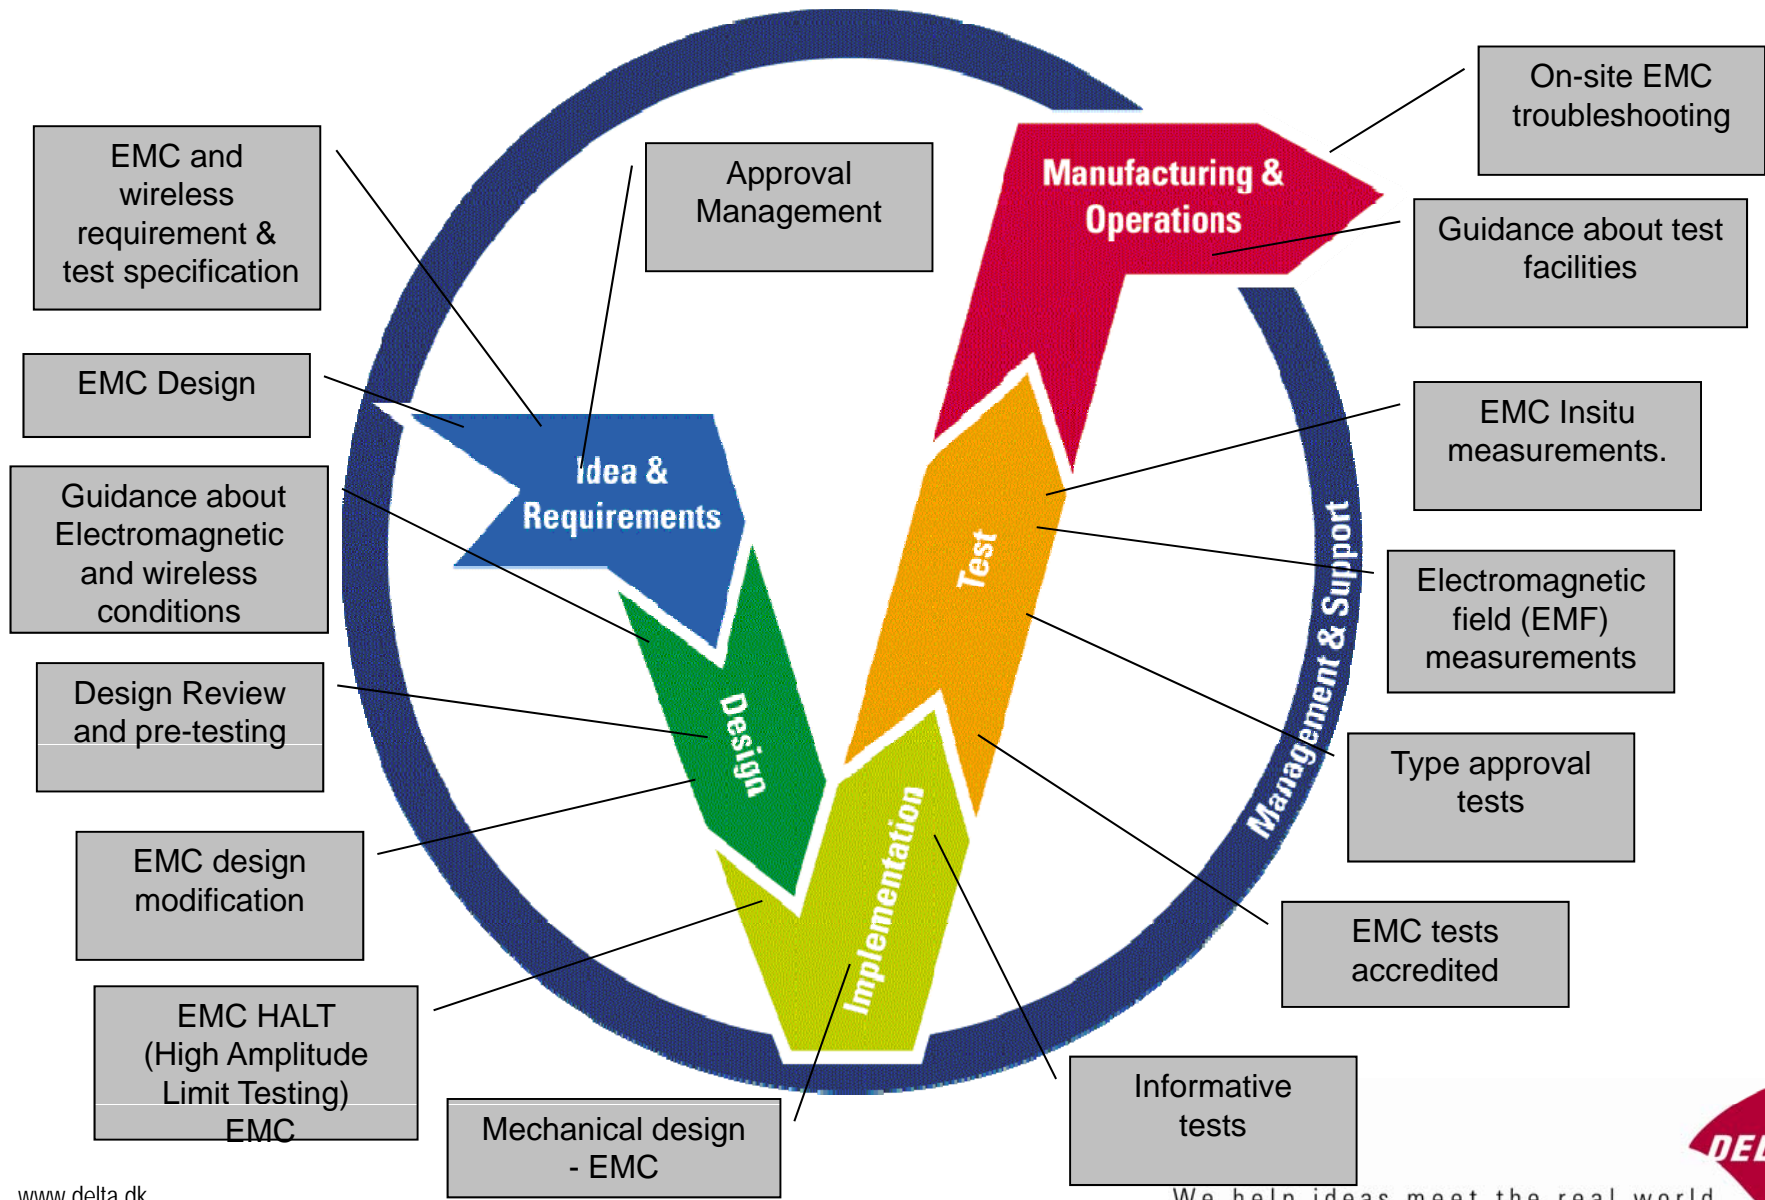 On-site EMC
troubleshooting
EMC and
wireless
requirement &
test specification
Approval
Management
Manufacturing &
Operations
Guidance about test
facilities
EMC Design
EMC Insitu
measurements.
Idea &
Requirements
Guidance about
Electromagnetic
and wireless
conditions
Test
Management & Support
Electromagnetic
field (EMF)
measurements
Design Review
and pre-testing
Design
Type approval
tests
EMC design
modification
Implementation
EMC tests
accredited
EMC HALT
(High Amplitude
Limit Testing)
EMC
Mechanical design
- EMC
Informative
tests
www.delta.dk
We help ideas meet the real world